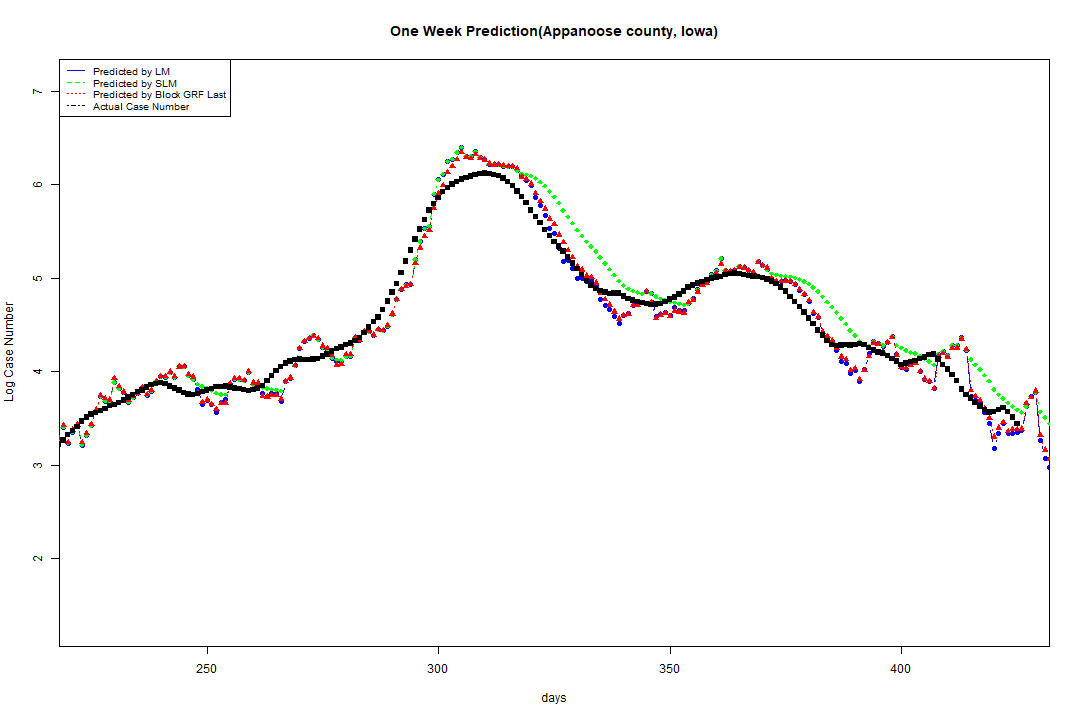 One Week Prediction(Appanoose county, Iowa)
Predicted by LM
Predicted by SLM
Predicted by Block GRF Last
Actual Case Number
7
6
5
4
3
2
Log Case Number
250 300 350 400
days